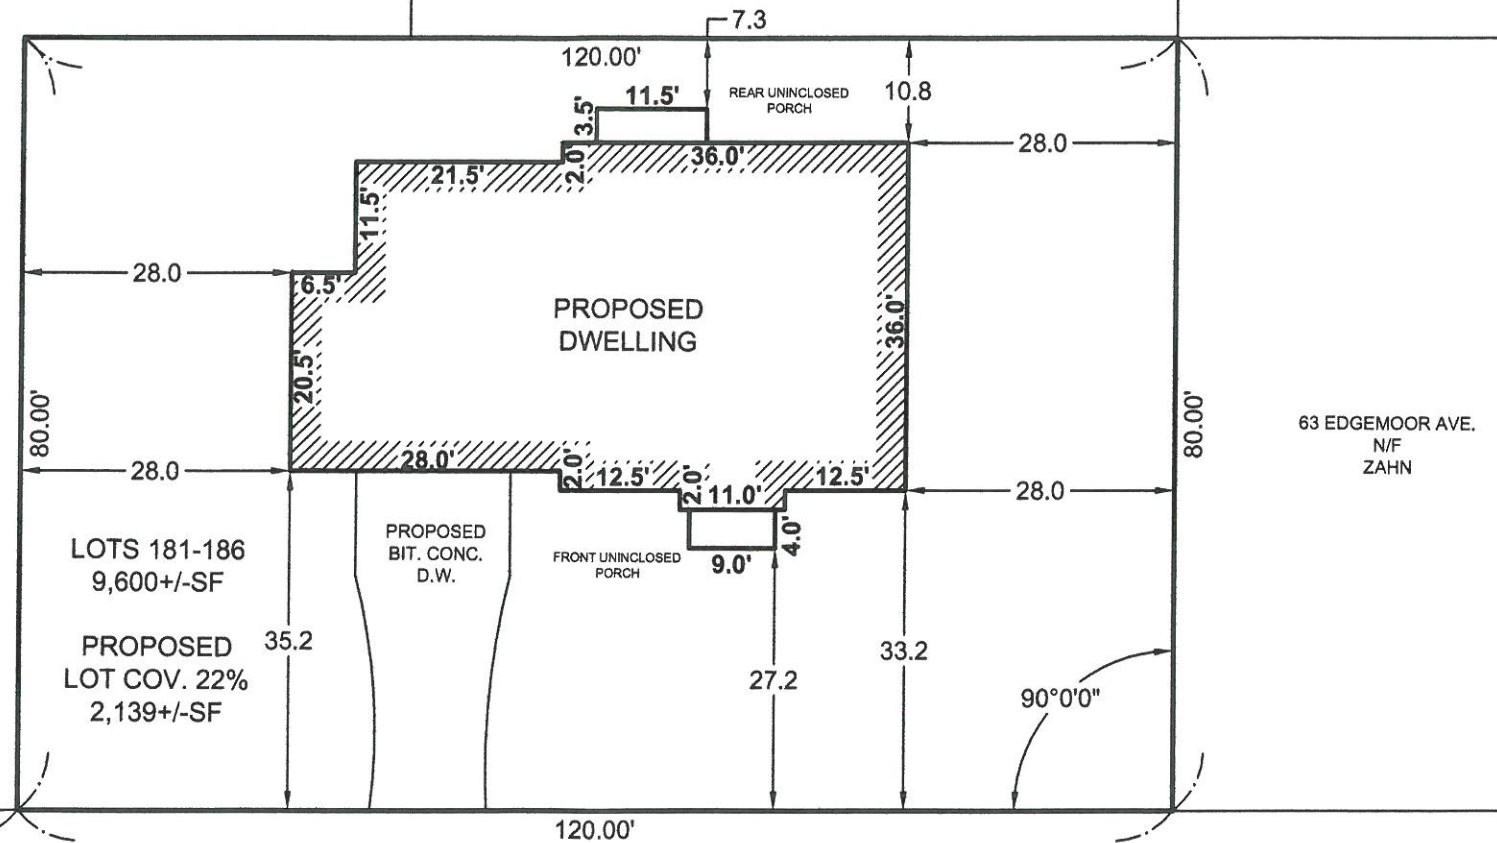 7.3
120.00'
10.8
REAR UNINCLOSED
PORCH
11.5'
3.5'
28.0
36.0'
2.0'
21.5'
11.5'
28.0
6.5'
PROPOSED
DWELLING
36.0'
20.5'
80.00'
80.00'
63 EDGEMOOR AVE.
N/F
ZAHN
28.0
28.0'
2.0'
12.5'
2.0'
11.0'
12.5'
28.0
4.0'
9.0'
PROPOSED
BIT. CONC.
D.W.
FRONT UNINCLOSED
PORCH
LOTS 181-186
9,600+/-SF
PROPOSED
LOT COV. 22%
2,139+/-SF
35.2
27.2
33.2
90°0'0"
120.00'